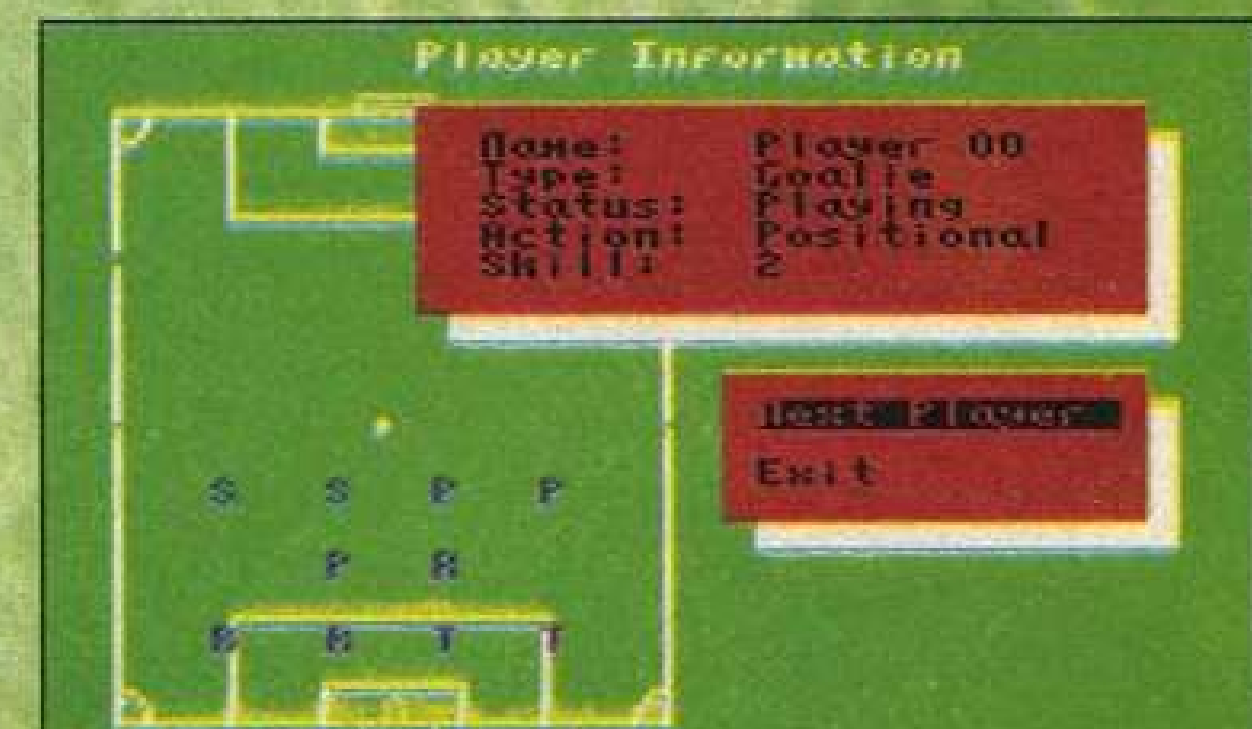 Player Information
Name: Player 00
Type: Goalie
Status: Playing
Action: Positional
Skill: 2
Next Player
Exit
S S P P
P A
T T